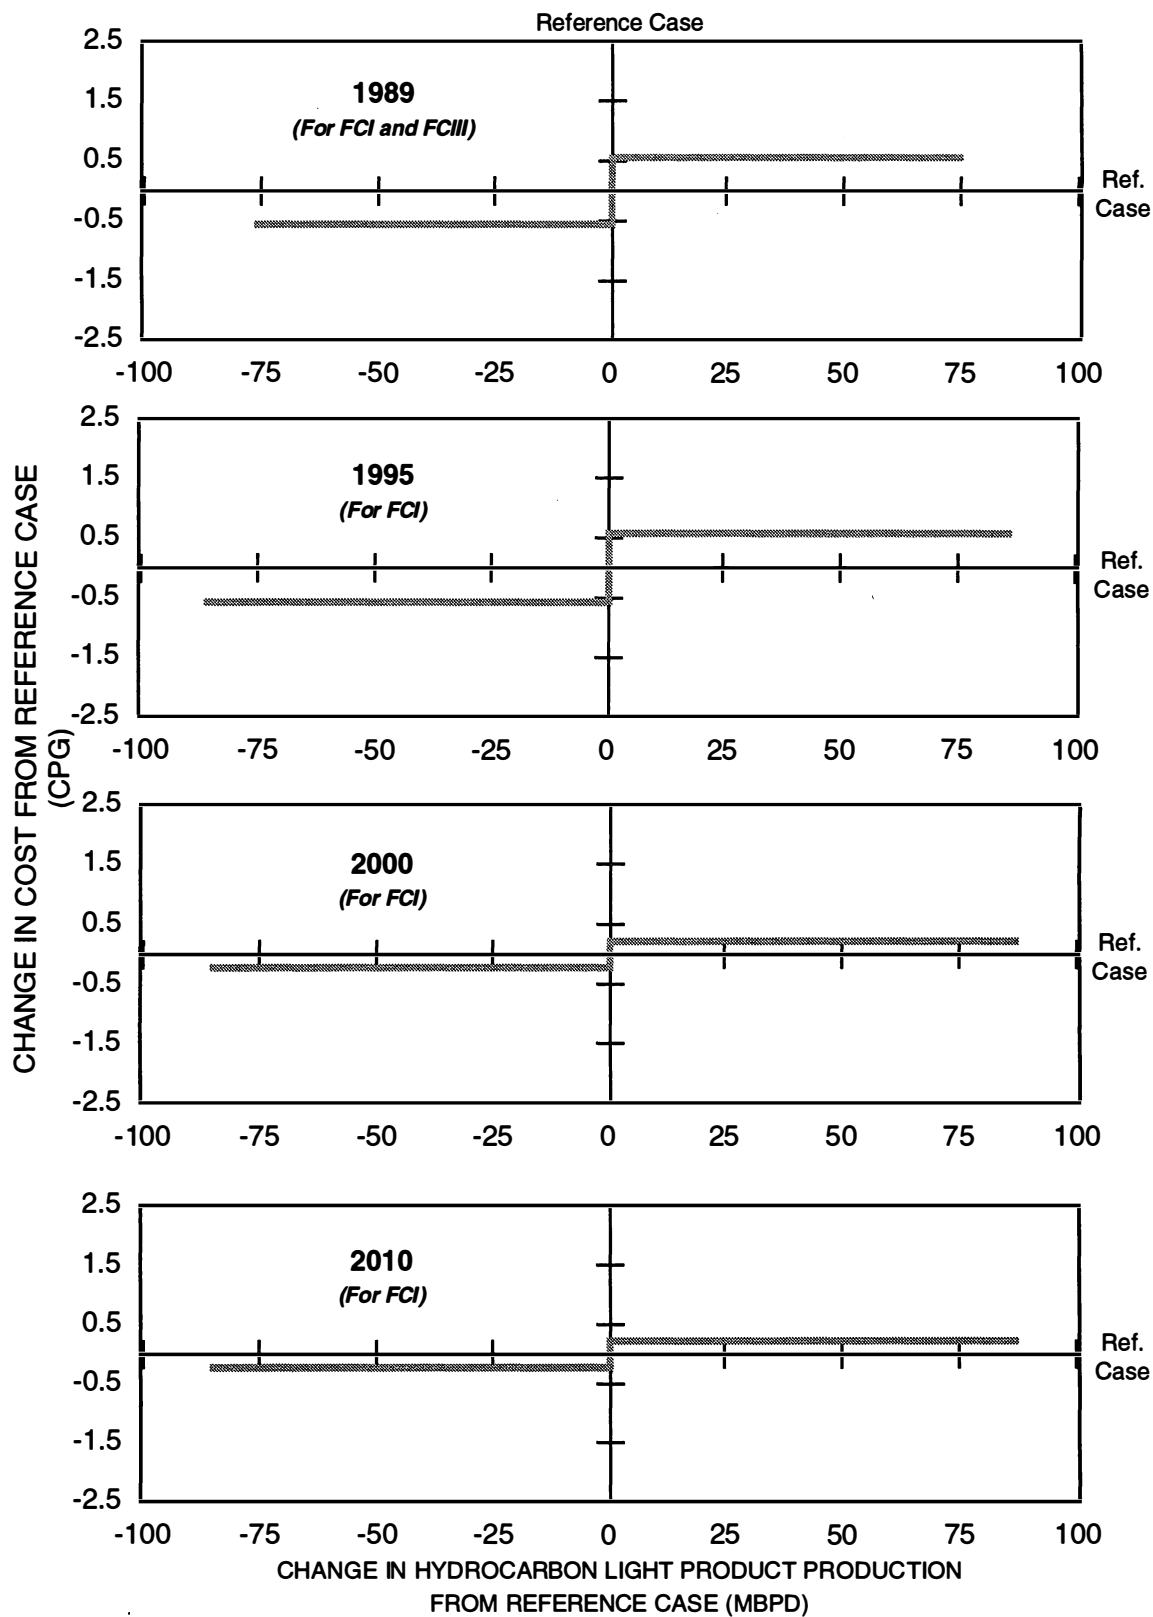 Reference Case
2.5
1989
1.5
(For FCI and FCIII)
0.5
Ref.
Case
-0.5
-1.5
-2.5
-100 -75 -50 -25 0 25 50 75 100
2.5
1995
1.5
(For FCI)
0.5
Ref.
Case
-0.5
-1.5
-2.5
-100 -75 -50 -25 0 25 50 75 100
CHANGE IN COST FROM REFERENCE CASE
(CPG)
2.5
2000
1.5
(For FCI)
0.5
Ref.
Case
-0.5
-1.5
-2.5
-100 -75 -50 -25 0 25 50 75 100
2.5
2010
1.5
(For FCI)
0.5
Ref.
Case
-0.5
-1.5
-2.5
-100 -75 -50 -25 0 25 50 75 100
CHANGE IN HYDROCARBON LIGHT PRODUCT PRODUCTION
FROM REFERENCE CASE (MBPD)